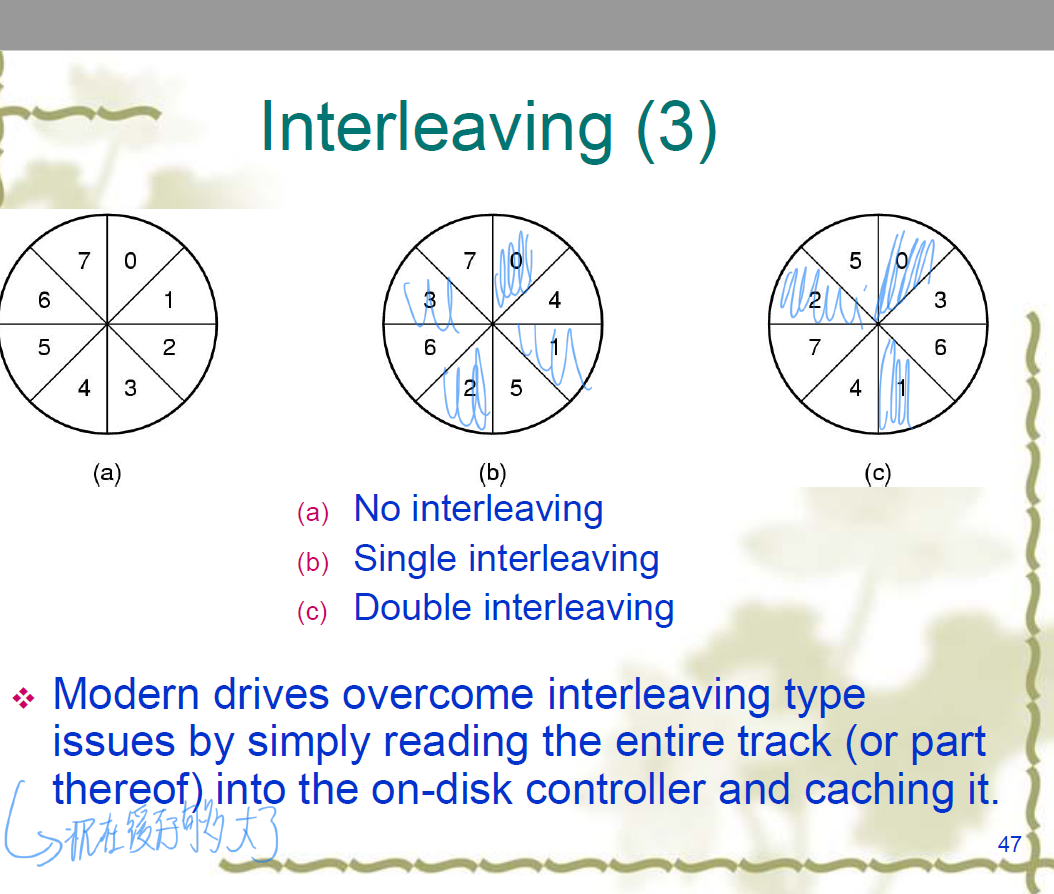 Interleaving (3)
7 0
6 1
5 2
4 3
(a)
7 0
3 4
6 1
2 5
(b)
5 0
2 3
7 6
4 1
(c)
(a) No interleaving
(b) Single interleaving
(c) Double interleaving
Modern drives overcome interleaving type
issues by simply reading the entire track (or part
thereof) into the on-disk controller and caching it.
现在缓存够大了
47